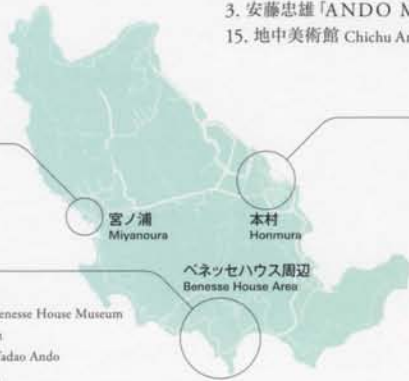 3. 安藤忠雄「ANDO M
15. 地中美術館 Chichu A
宮ノ浦
Miyanoura
本村
Honmura
ベネッセハウス周辺
Benesse House Area
enesse House Museum
adao Ando